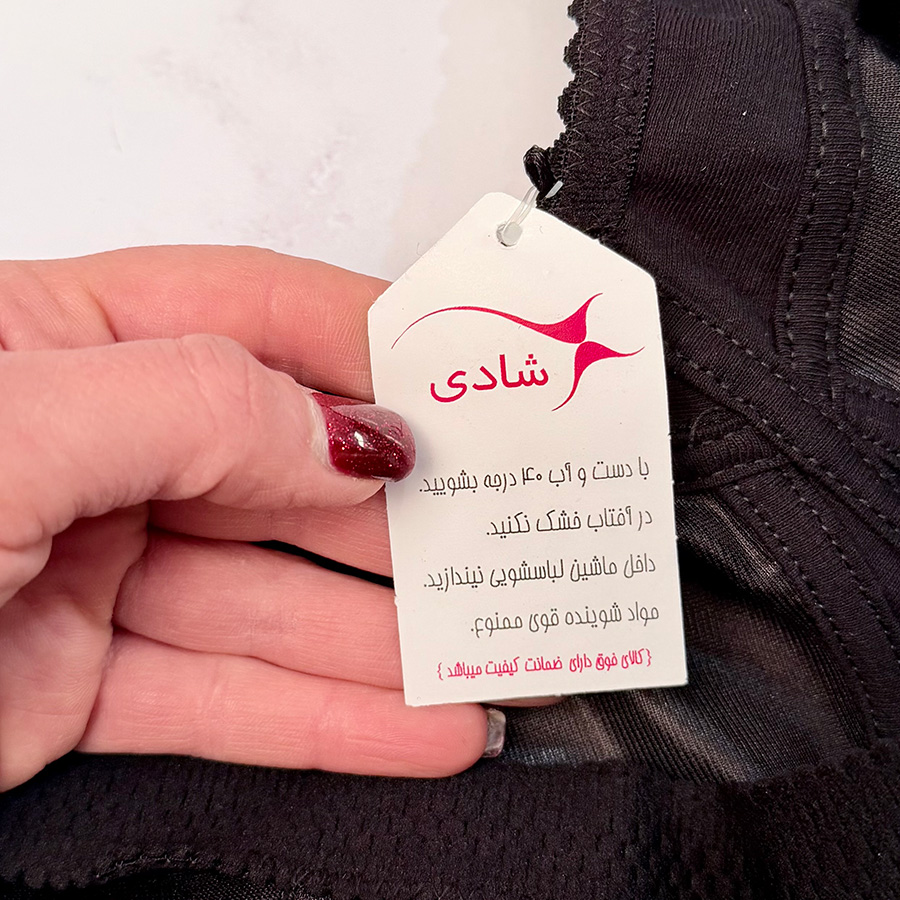 شادی
با دست و آب ۴۰ درجه بشویید.
در آفتاب خشک نکنید.
داخل ماشین لباسشویی نیندازید.
مواد شوینده قوی ممنوع.
{کالای فوق دارای ضمانت کیفیت میباشد}